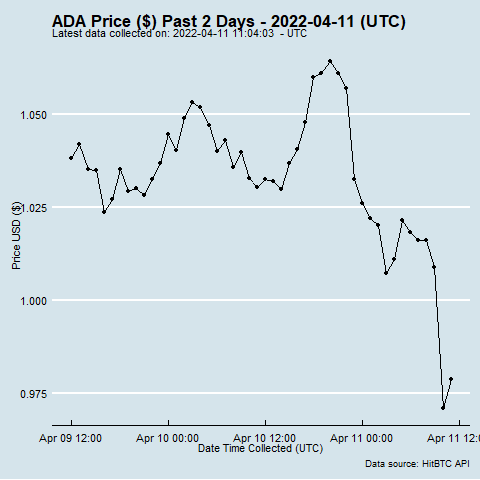 ADA Price ($) Past 2 Days - 2022-04-11 (UTC)
Latest data collected on: 2022-04-11 11:04:03 - UTC
1.050
1.025
1.000
0.975
Price USD ($)
Apr 09 12:00 Apr 10 00:00 Apr 10 12:00 Apr 11 00:00 Apr 11 12:
Date Time Collected (UTC)
Data source: HitBTC API